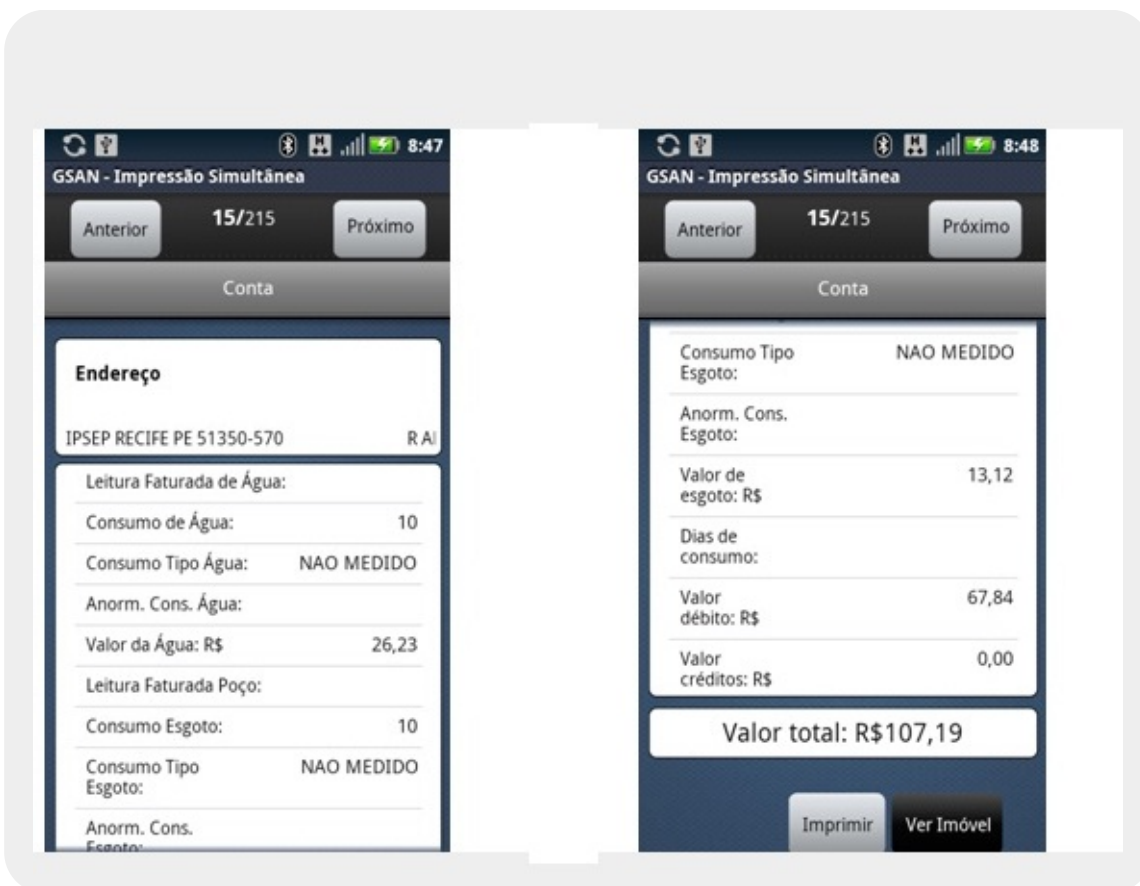 8:47
GSAN - Impressão Simultânea
Anterior
15/215
Próximo
Conta
Endereço
IPSEP RECIFE PE 51350-570 R Al
Leitura Faturada de Água:
Consumo de Água: 10
Consumo Tipo Água: NAO MEDIDO
Anorm. Cons. Água:
Valor da Água: R$ 26,23
Leitura Faturada Poço:
Consumo Esgoto: 10
Consumo Tipo NAO MEDIDO
Esgoto:
Anorm. Cons.
Esgoto:
8:48
GSAN - Impressão Simultânea
Anterior
15/215
Próximo
Conta
Consumo Tipo NAO MEDIDO
Esgoto:
Anorm. Cons.
Esgoto:
Valor de 13,12
esgoto: R$
Dias de
consumo:
Valor 67,84
débito: R$
Valor 0,00
créditos: R$
Valor total: R$107,19
Imprimir
Ver Imóvel